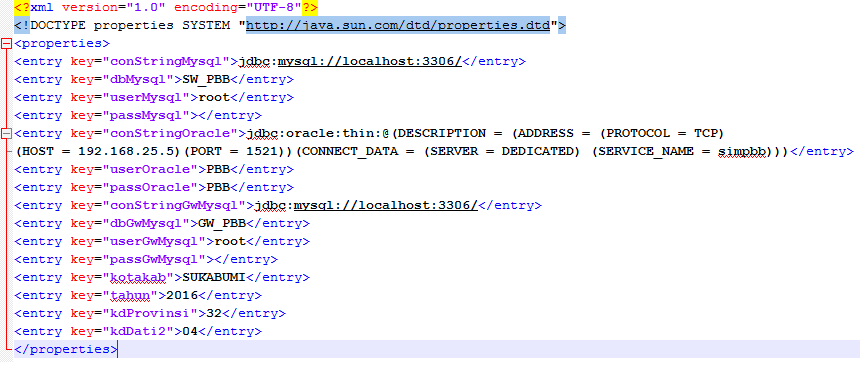 <?xml version="1.0" encoding="UTF-8"?>
<!DOCTYPE properties SYSTEM "http://java.sun.com/dtd/properties.dtd">
<properties>
<entry key="conStringMysql">jdbc:mysql://localhost:3306/</entry>
<entry key="dbMysql">SW_PBB</entry>
<entry key="userMysql">root</entry>
<entry key="passMysql"></entry>
<entry key="conStringOracle">jdbc:oracle:thin:@(DESCRIPTION = (ADDRESS = (PROTOCOL = TCP)
(HOST = 192.168.25.5)(PORT = 1521))(CONNECT_DATA = (SERVER = DEDICATED) (SERVICE_NAME = simpbb)))</entry>
<entry key="userOracle">PBB</entry>
<entry key="passOracle">PBB</entry>
<entry key="conStringGwMysql">jdbc:mysql://localhost:3306/</entry>
<entry key="dbGwMysql">GW_PBB</entry>
<entry key="userGwMysql">root</entry>
<entry key="passGwMysql"></entry>
<entry key="kotakab">SUKABUMI</entry>
<entry key="tahun">2016</entry>
<entry key="kdProvinsi">32</entry>
<entry key="kdDati2">04</entry>
</properties>